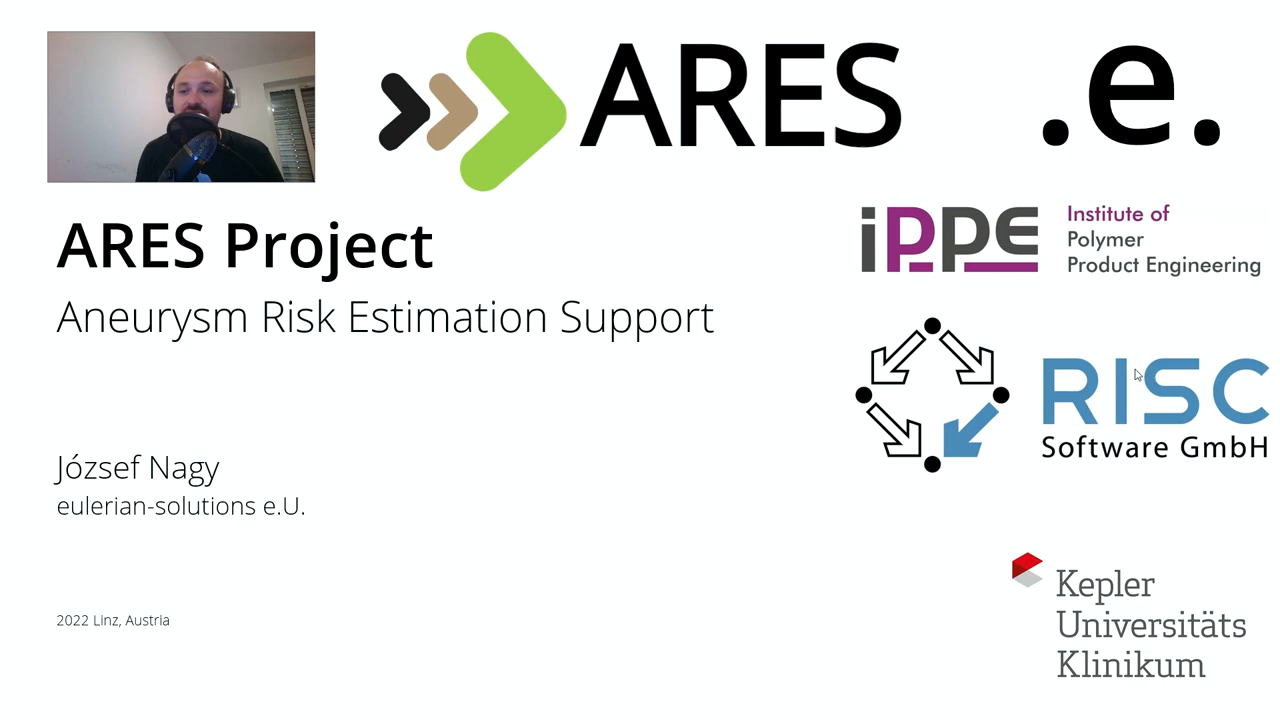 ARES
.e.
ARES Project
Aneurysm Risk Estimation Support
iPPE
Institute of
Polymer
Product Engineering
RISC
Software GmbH
József Nagy
eulerian-solutions e.U.
2022 Linz, Austria
Kepler
Universitäts
Klinikum